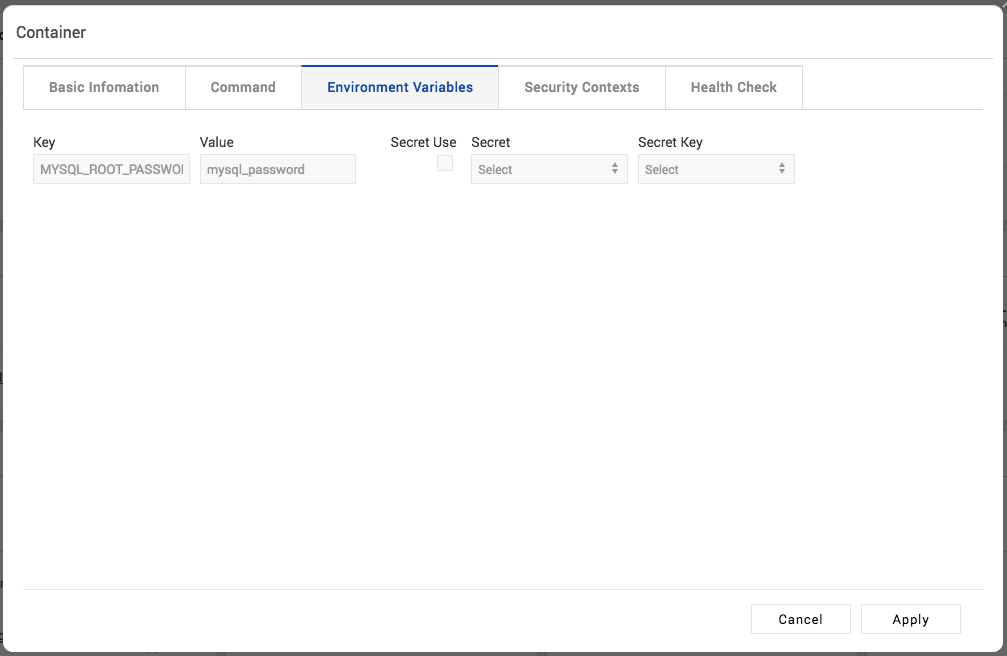 Container
Basic Infomation Command Environment Variables Security Contexts Health Check
Key Value Secret Use Secret Secret Key
MYSQL_ROOT_PASSWO mysql_password Select Select
Cancel Apply